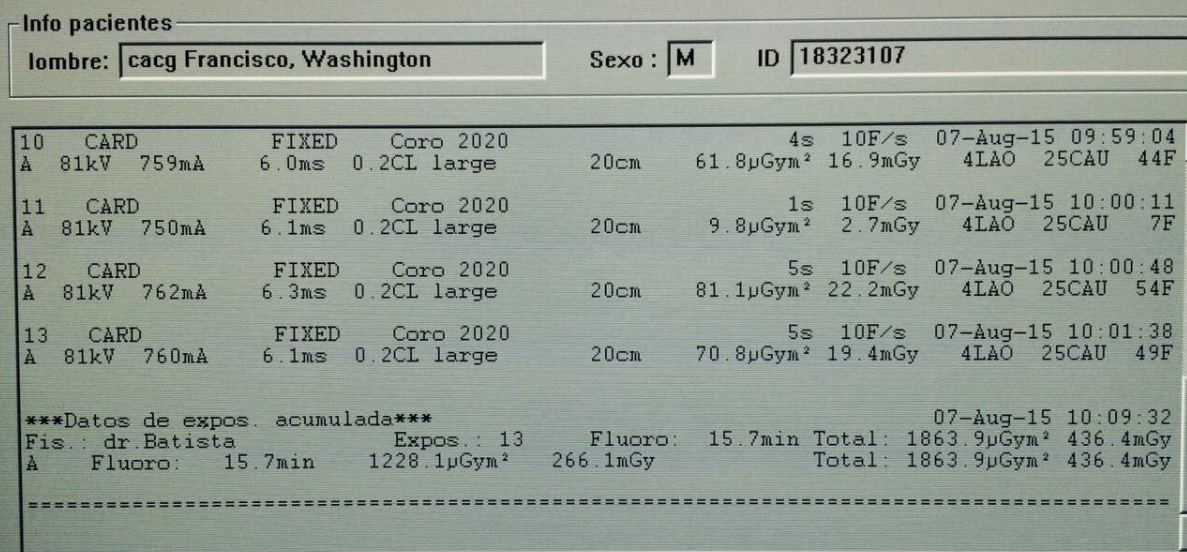 Info pacientes
lombre: cacg Francisco, Washington Sexo : M ID 18323107
10 CARD FIXED Coro 2020 4s 10F/s 07-Aug-15 09:59:04
A 81kV 759mA 6.0ms 0.2CL large 20cm 61.8µGym² 16.9mGy 4LAO 25CAU 44F
11 CARD FIXED Coro 2020 1s 10F/s 07-Aug-15 10:00:11
A 81kV 750mA 6.1ms 0.2CL large 20cm 9.8µGym² 2.7mGy 4LAO 25CAU 7F
12 CARD FIXED Coro 2020 5s 10F/s 07-Aug-15 10:00:48
A 81kV 762mA 6.3ms 0.2CL large 20cm 81.1µGym² 22.2mGy 4LAO 25CAU 54F
13 CARD FIXED Coro 2020 5s 10F/s 07-Aug-15 10:01:38
A 81kV 760mA 6.1ms 0.2CL large 20cm 70.8µGym² 19.4mGy 4LAO 25CAU 49F
***Datos de expos. acumulada*** 07-Aug-15 10:09:32
Fis.: dr.Batista Expos.: 13 Fluoro: 15.7min Total: 1863.9µGym² 436.4mGy
A Fluoro: 15.7min 1228.1µGym² 266.1mGy Total: 1863.9µGym² 436.4mGy